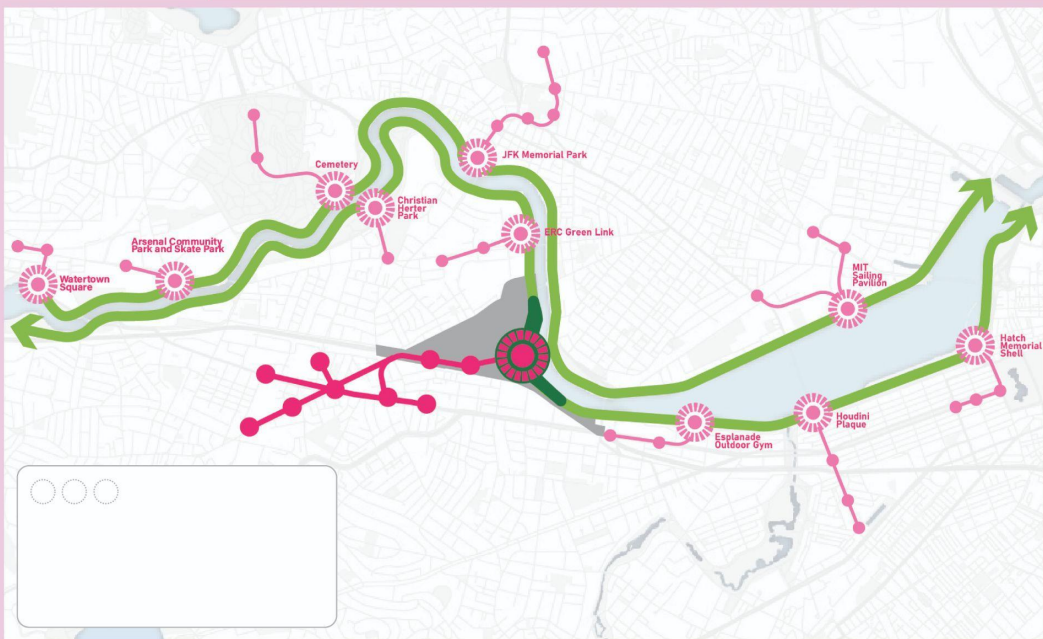 JFK Memorial Park
Cemetery
Christian
Herter
Park
ERC Green Link
Arsenal Community
Park and Skate Park
Watertown
Square
MIT
Sailing
Pavilion
Hatch
Memorial
Shell
Houdini
Plaque
Esplanade
Outdoor Gym